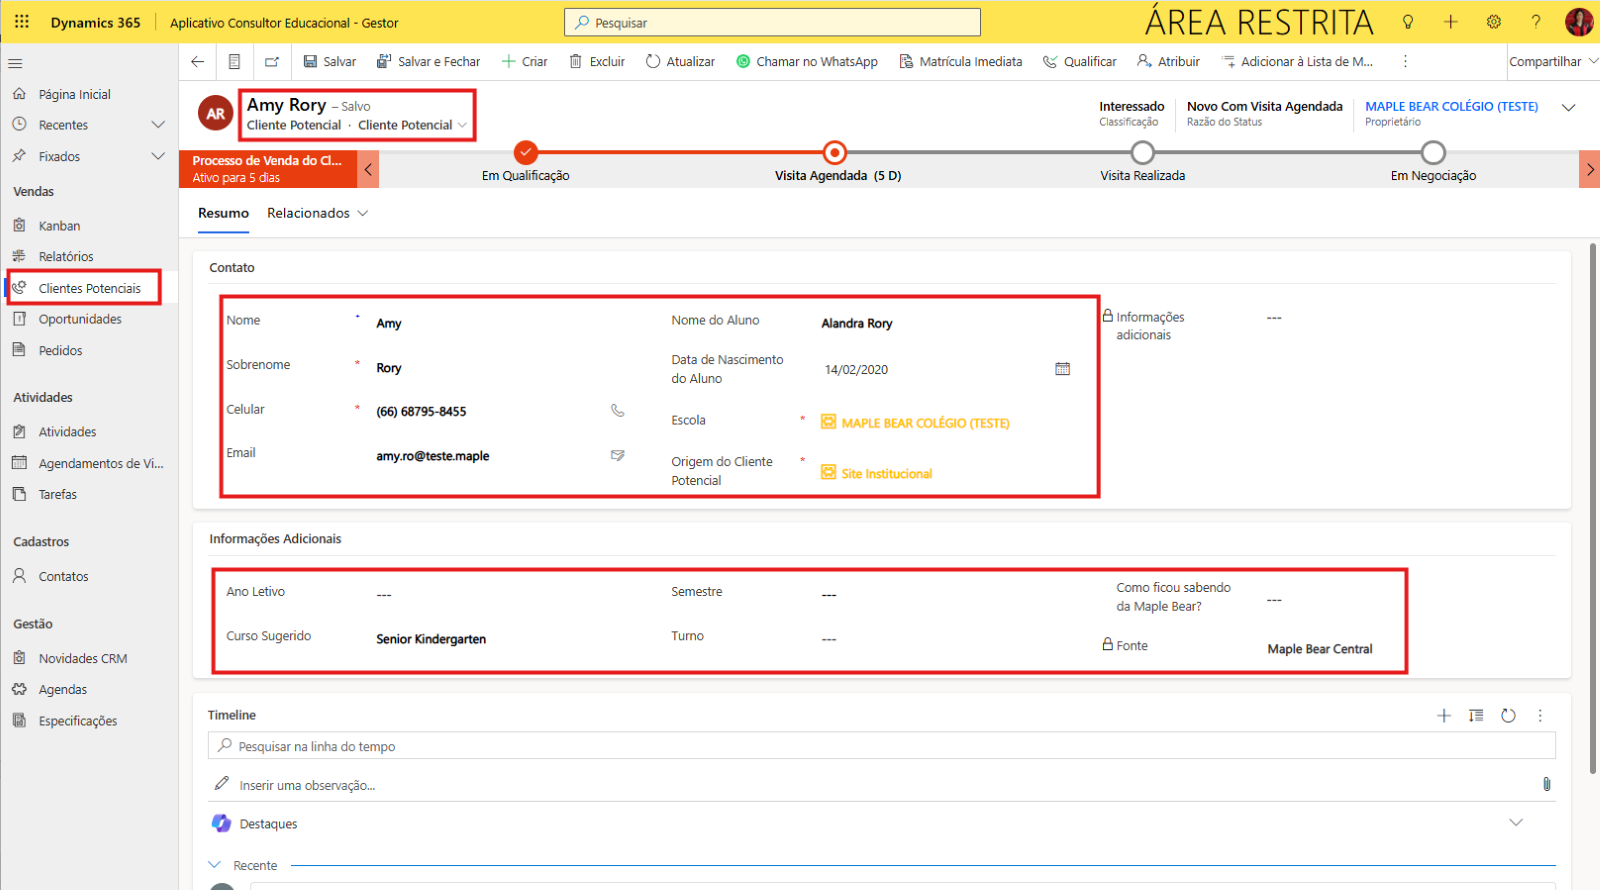 Dynamics 365
Aplicativo Consultor Educacional - Gestor
Pesquisar
ÁREA RESTRITA
Salvar
Salvar e Fechar
Criar
Excluir
Atualizar
Chamar no WhatsApp
Matrícula Imediata
Qualificar
Atribuir
Adicionar à Lista de M...
Compartilhar
Página Inicial
Recentes
Fixados
Vendas
Kanban
Relatórios
Clientes Potenciais
Oportunidades
Pedidos
Atividades
Atividades
Agendamentos de Vi...
Tarefas
Cadastros
Contatos
Gestão
Novidades CRM
Agendas
Especificações
AR
Amy Rory – Salvo
Cliente Potencial · Cliente Potencial
Interessado
Classificação
Novo Com Visita Agendada
Razão do Status
MAPLE BEAR COLÉGIO (TESTE)
Proprietário
Processo de Venda do Cl...
Ativo para 5 dias
Em Qualificação
Visita Agendada (5 D)
Visita Realizada
Em Negociação
Resumo
Relacionados
Contato
Nome
*
Amy
Sobrenome
*
Rory
Celular
*
(66) 68795-8455
Email
amy.ro@teste.maple
Nome do Aluno
Alandra Rory
Data de Nascimento
do Aluno
14/02/2020
Escola
*
MAPLE BEAR COLÉGIO (TESTE)
Origem do Cliente
Potencial
*
Site Institucional
Informações
adicionais
---
Informações Adicionais
Ano Letivo
---
Curso Sugerido
Senior Kindergarten
Semestre
---
Turno
---
Como ficou sabendo
da Maple Bear?
---
Fonte
Maple Bear Central
Timeline
Pesquisar na linha do tempo
Inserir uma observação...
Destaques
Recente